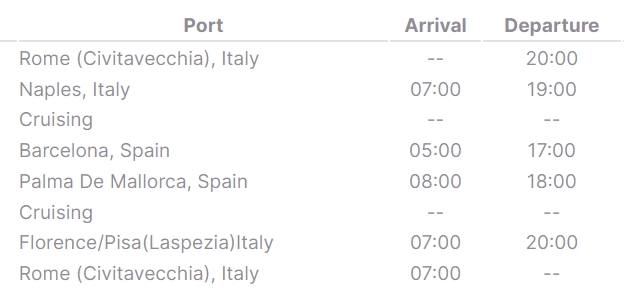 Port Arrival Departure
Rome (Civitavecchia), Italy -- 20:00
Naples, Italy 07:00 19:00
Cruising -- --
Barcelona, Spain 05:00 17:00
Palma De Mallorca, Spain 08:00 18:00
Cruising -- --
Florence/Pisa(Laspezia)Italy 07:00 20:00
Rome (Civitavecchia), Italy 07:00 --